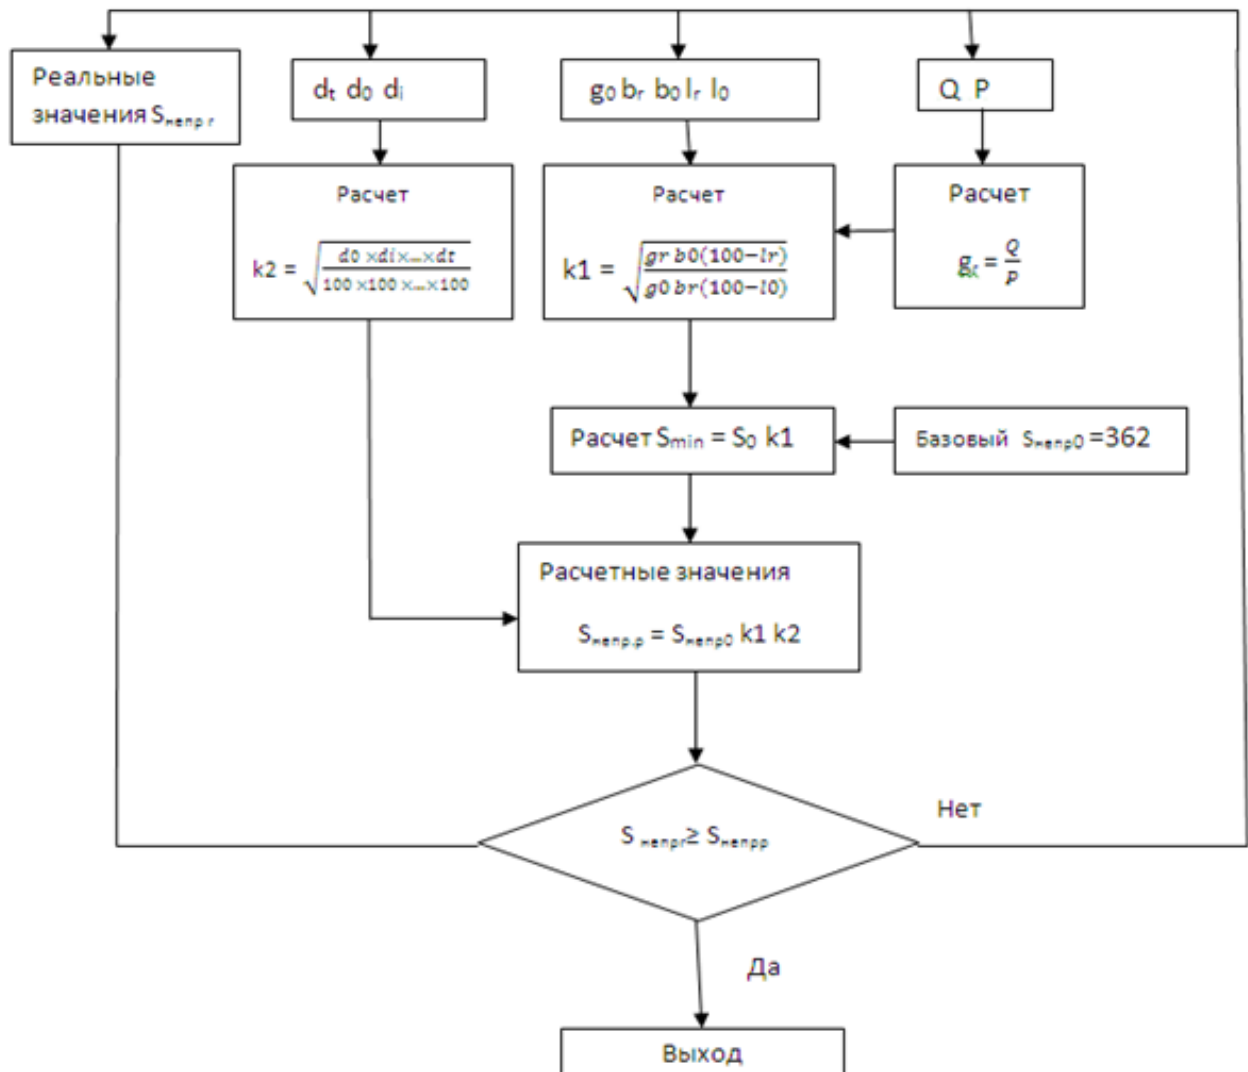 Реальные
значения Sнепр r
dt d0 di
g0 br b0 lr l0
Q P
Расчет
k2 = √(d0 ×di×…×dt / 100 ×100 ×…×100)
Расчет
k1 = √(gr b0(100−lr) / g0 br(100−l0))
Расчет
= Q / p
Расчет Smin = S0 k1
Базовый Sнепр0 =362
Расчетные значения
Sнепр.р = Sнепр0 k1 k2
S непрr≥ Sнепрр
Нет
Да
Выход